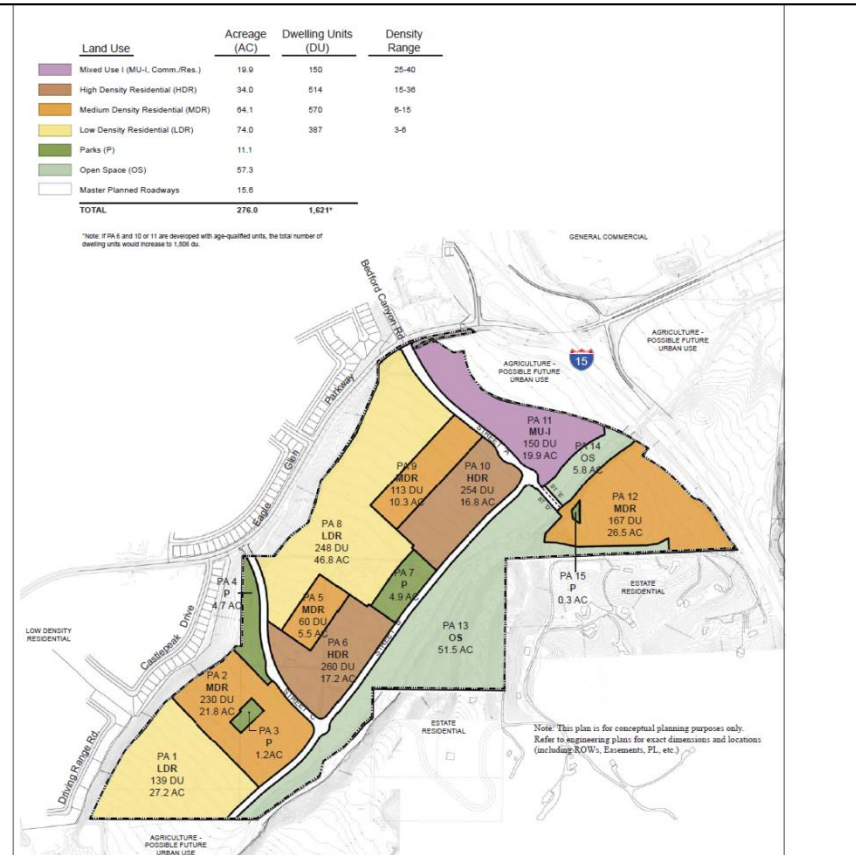 Land Use
Acreage (AC)
Dwelling Units (DU)
Density Range
Mixed Use I (MU-I, Comm./Res.) 19.9 150 25-40
High Density Residential (HDR) 34.0 514 15-36
Medium Density Residential (MDR) 64.1 570 6-15
Low Density Residential (LDR) 74.0 387 3-6
Parks (P) 11.1
Open Space (OS) 57.3
Master Planned Roadways 15.6
TOTAL 276.0 1,621*
*Note: If PA 6 and 10 or 11 are developed with age-qualified units, the total number of
dwelling units would increase to 1,806 du.
GENERAL COMMERCIAL
Bedford Canyon Rd.
AGRICULTURE -
POSSIBLE FUTURE
URBAN USE
AGRICULTURE -
POSSIBLE FUTURE
URBAN USE
15
Parkway
Glen
Eagle
STREET A
PA 11
MU-I
150 DU
19.9 AC
PA 14
OS
5.8 AC
PA 9
MDR
113 DU
10.3 AC
PA 10
HDR
254 DU
16.8 AC
PA 12
MDR
167 DU
26.5 AC
PA 8
LDR
248 DU
46.8 AC
PA 7
P
4.9 AC
PA 4
P
4.7 AC
PA 15
P
0.3 AC
ESTATE
RESIDENTIAL
PA 5
MDR
60 DU
5.5 AC
PA 6
HDR
260 DU
17.2 AC
PA 13
OS
51.5 AC
STREET B
STREET C
LOW DENSITY
RESIDENTIAL
Castlepeak Drive
PA 2
MDR
230 DU
21.8 AC
PA 3
P
1.2AC
ESTATE
RESIDENTIAL
Note: This plan is for conceptual planning purposes only.
Refer to engineering plans for exact dimensions and locations
(including ROWs, Easements, PL, etc.)
Driving Range Rd.
PA 1
LDR
139 DU
27.2 AC
AGRICULTURE -
POSSIBLE FUTURE
URBAN USE